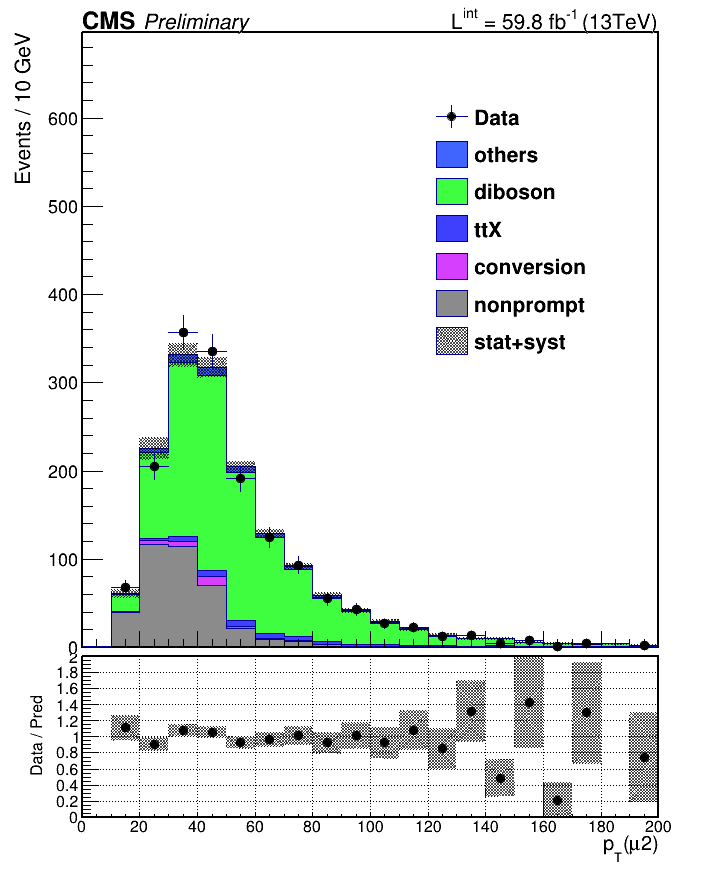 CMS Preliminary
L^int = 59.8 fb^-1 (13TeV)
Events / 10 GeV
600
500
400
300
200
100
0
Data
others
diboson
ttX
conversion
nonprompt
stat+syst
Data / Pred
2
1.8
1.6
1.4
1.2
1
0.8
0.6
0.4
0.2
0
0 20 40 60 80 100 120 140 160 180 200
p_T(μ2)